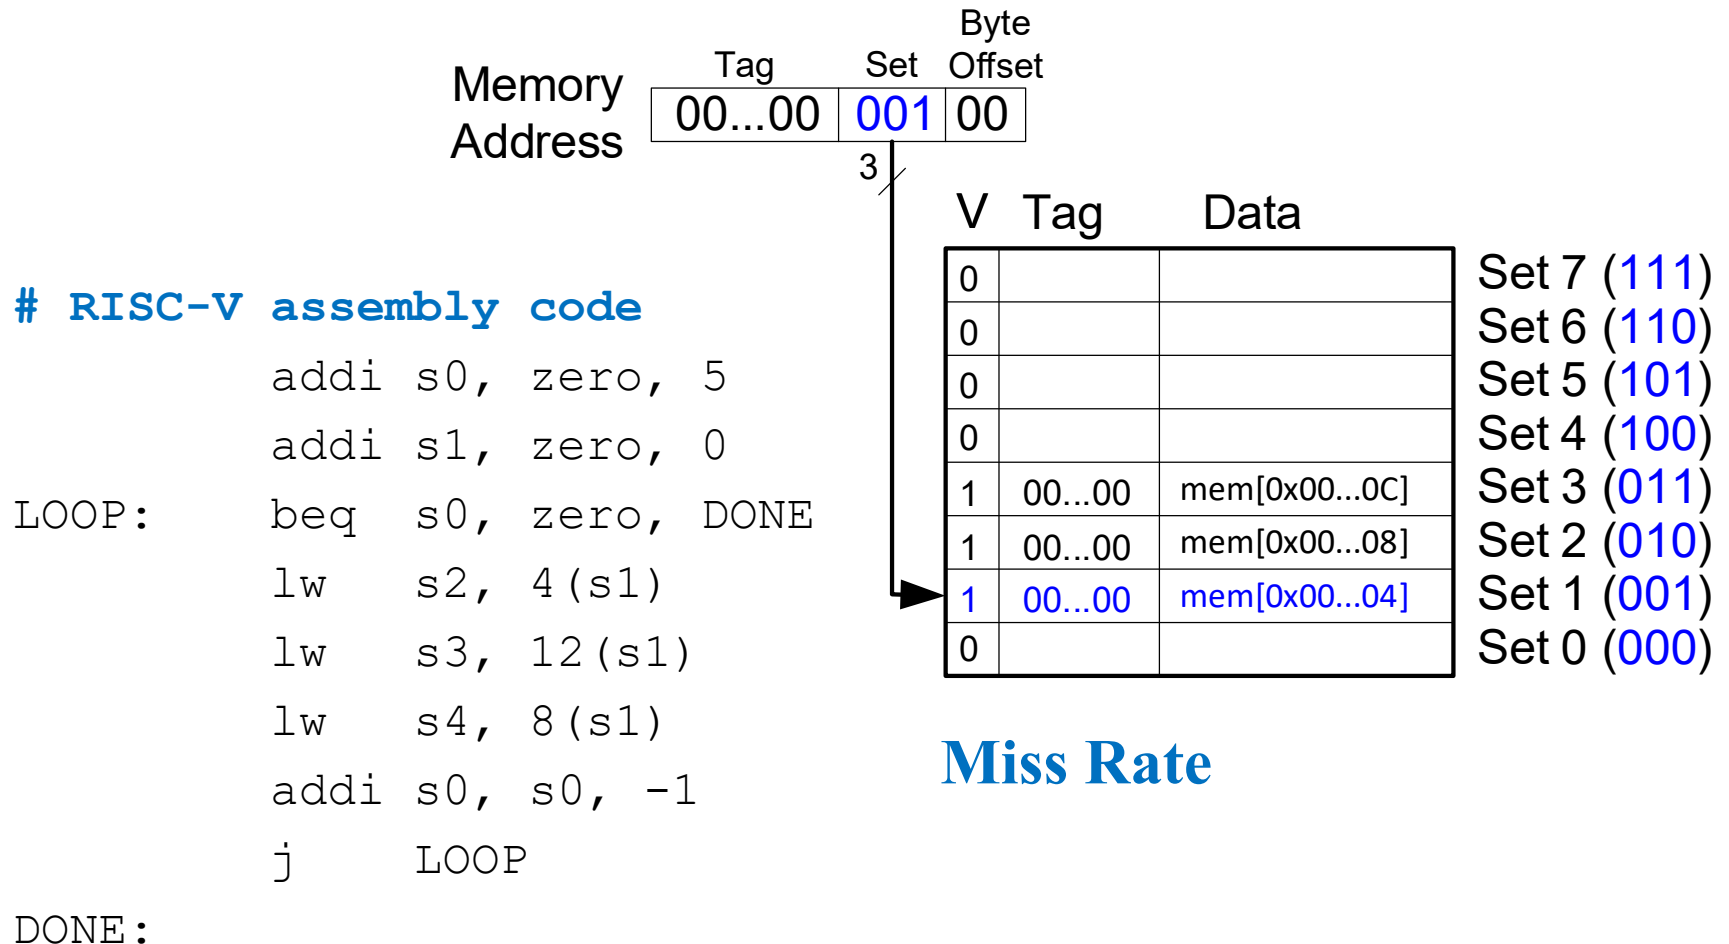 Memory Address
Tag Set Byte Offset
00...00 001 00
3
V Tag Data
0 Set 7 (111)
0 Set 6 (110)
0 Set 5 (101)
0 Set 4 (100)
1 00...00 mem[0x00...0C] Set 3 (011)
1 00...00 mem[0x00...08] Set 2 (010)
1 00...00 mem[0x00...04] Set 1 (001)
0 Set 0 (000)
# RISC-V assembly code
addi s0, zero, 5
addi s1, zero, 0
LOOP: beq s0, zero, DONE
lw s2, 4(s1)
lw s3, 12(s1)
lw s4, 8(s1)
addi s0, s0, -1
j LOOP
DONE:
Miss Rate